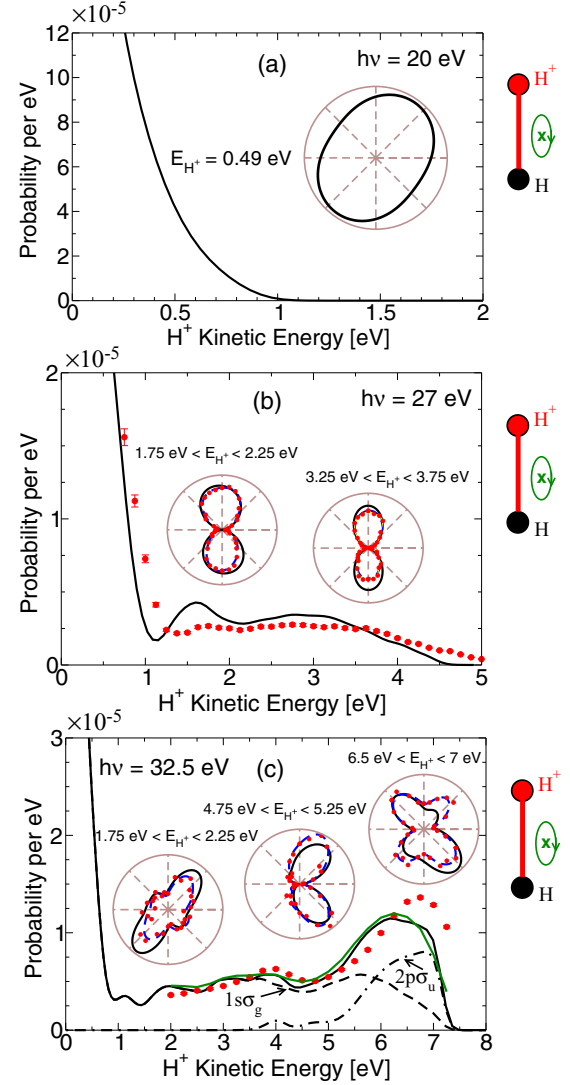 ×10⁻⁵
12
10
8
6
4
2
0
Probability per eV
(a)
hν = 20 eV
E_H⁺ = 0.49 eV
0 0.5 1 1.5 2
H⁺ Kinetic Energy [eV]
H⁺
x
H
×10⁻⁵
2
1
0
Probability per eV
(b)
hν = 27 eV
1.75 eV < E_H⁺ < 2.25 eV
3.25 eV < E_H⁺ < 3.75 eV
0 1 2 3 4 5
H⁺ Kinetic Energy [eV]
H⁺
x
H
×10⁻⁵
3
2
1
0
Probability per eV
hν = 32.5 eV
(c)
6.5 eV < E_H⁺ < 7 eV
4.75 eV < E_H⁺ < 5.25 eV
1.75 eV < E_H⁺ < 2.25 eV
1sσ_g
2pσ_u
0 1 2 3 4 5 6 7 8
H⁺ Kinetic Energy [eV]
H⁺
x
H